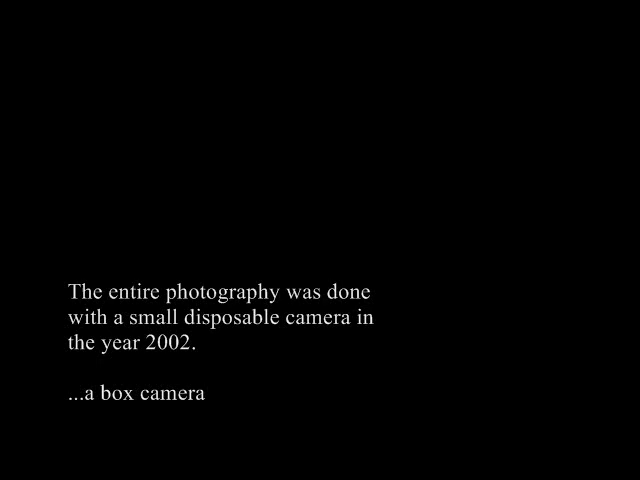 The entire photography was done
with a small disposable camera in
the year 2002.
...a box camera